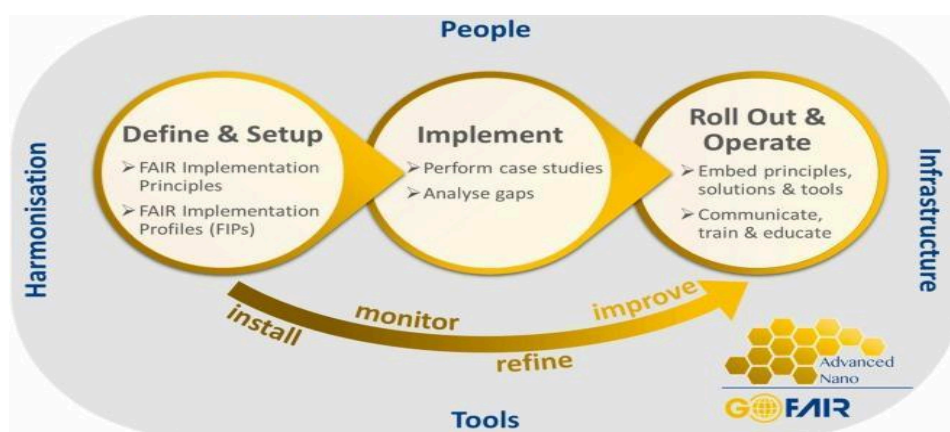 People
Harmonisation
Define & Setup
➢ FAIR Implementation
Principles
➢ FAIR Implementation
Profiles (FIPs)
Implement
➢ Perform case studies
➢ Analyse gaps
Roll Out &
Operate
➢ Embed principles,
solutions & tools
➢ Communicate,
train & educate
Infrastructure
install
monitor
refine
improve
Advanced
Nano
GO FAIR
Tools